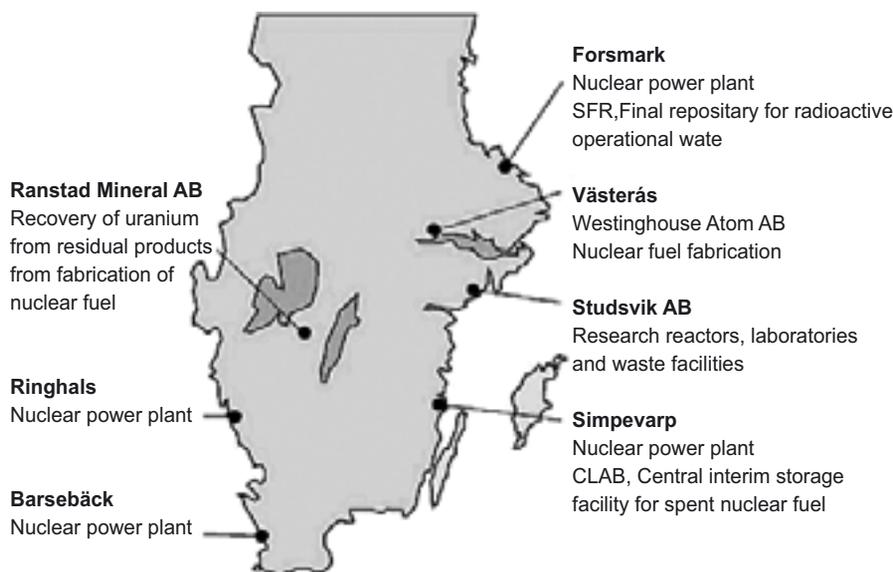 Ranstad Mineral AB
Recovery of uranium
from residual products
from fabrication of
nuclear fuel
Ringhals
Nuclear power plant
Barsebäck
Nuclear power plant
Forsmark
Nuclear power plant
SFR,Final repositary for radioactive
operational wate
Västerás
Westinghouse Atom AB
Nuclear fuel fabrication
Studsvik AB
Research reactors, laboratories
and waste facilities
Simpevarp
Nuclear power plant
CLAB, Central interim storage
facility for spent nuclear fuel